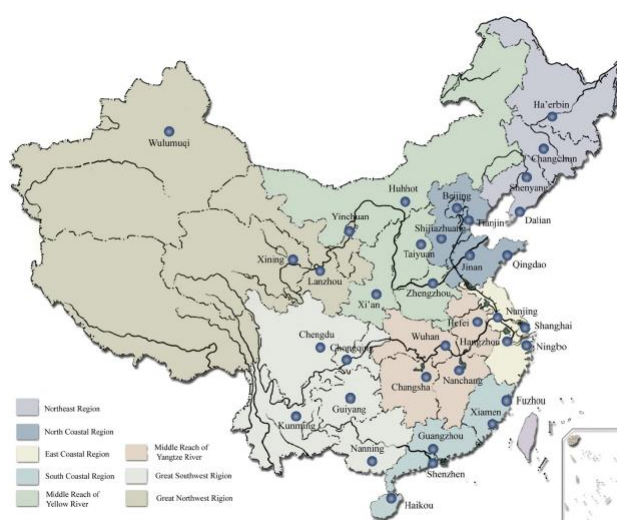 Ha'erbin
Wulumuqi
Changchun
Shenyang
Huhhot
Beijing
Yinchuan
Tianjin
Dalian
Shijiazhuang
Xining
Taiyuan
Jinan
Qingdao
Lanzhou
Zhengzhou
Xi'an
Nanjing
Hefei
Shanghai
Chengdu
Wuhan
Hangzhou
Ningbo
Chongqing
Nanchang
Changsha
Guiyang
Fuzhou
Xiamen
Kunming
Guangzhou
Nanning
Shenzhen
Haikou
Northeast Region
North Coastal Region
East Coastal Region
South Coastal Region
Middle Reach of
Yellow River
Middle Reach of
Yangtze River
Great Southwest Rigion
Great Northwest Rigion